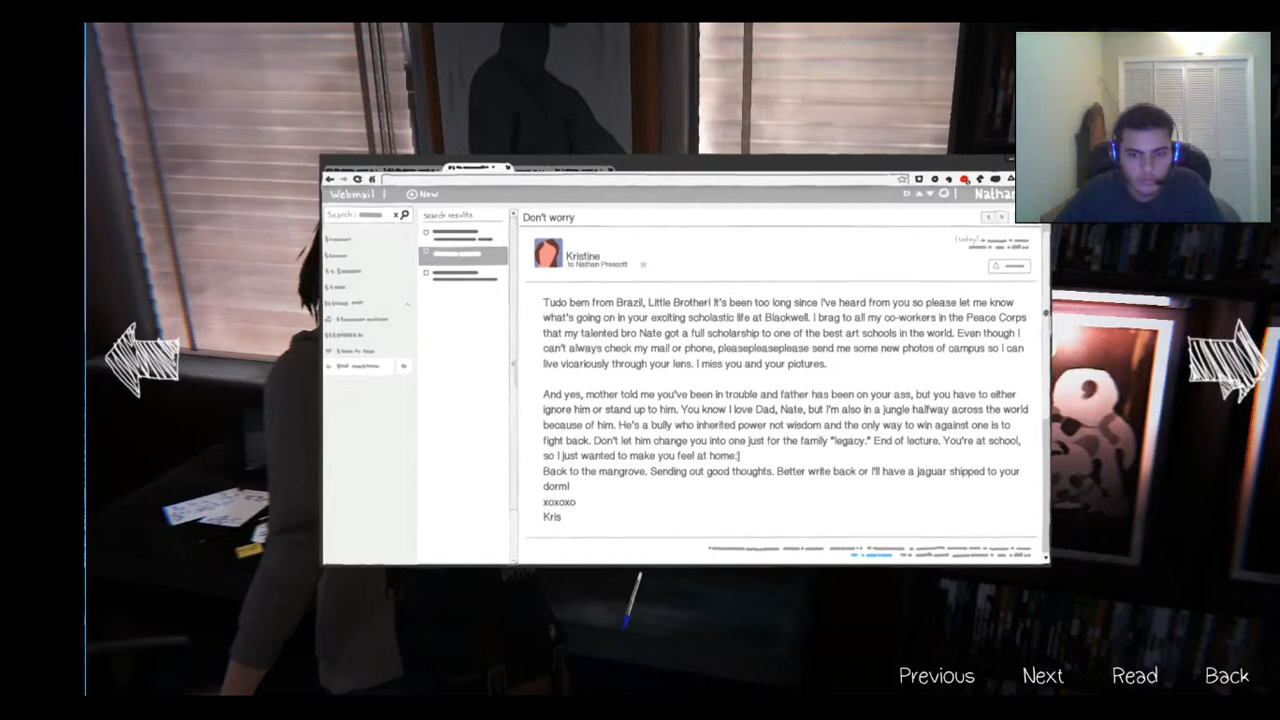 Webmail
New
Nathan
Search:
search results
Don't worry
Kristine
to Nathan Prescott
(today)
Tudo bem from Brazil, Little Brother! It's been too long since I've heard from you so please let me know
what's going on in your exciting scholastic life at Blackwell. I brag to all my co-workers in the Peace Corps
that my talented bro Nate got a full scholarship to one of the best art schools in the world. Even though I
can't always check my mail or phone, pleasepleaseplease send me some new photos of campus so I can
live vicariously through your lens. I miss you and your pictures.
And yes, mother told me you've been in trouble and father has been on your ass, but you have to either
ignore him or stand up to him. You know I love Dad, Nate, but I'm also in a jungle halfway across the world
because of him. He's a bully who inherited power not wisdom and the only way to win against one is to
fight back. Don't let him change you into one just for the family "legacy." End of lecture. You're at school,
so I just wanted to make you feel at home:]
Back to the mangrove. Sending out good thoughts. Better write back or I'll have a jaguar shipped to your
dorm!
xoxoxo
Kris
Previous
Next
Read
Back